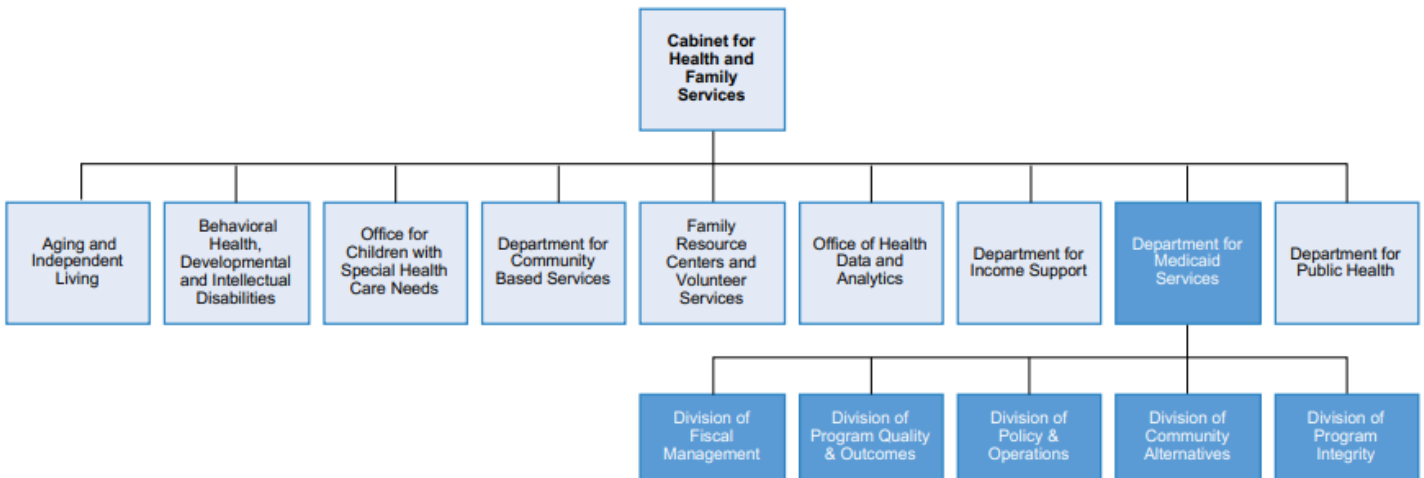 Cabinet for
Health and
Family
Services
Aging and
Independent
Living
Behavioral
Health,
Developmental
and Intellectual
Disabilities
Office for
Children with
Special Health
Care Needs
Department for
Community
Based Services
Family
Resource
Centers and
Volunteer
Services
Office of Health
Data and
Analytics
Department for
Income Support
Department for
Medicaid
Services
Department for
Public Health
Division of
Fiscal
Management
Division of
Program Quality
& Outcomes
Division of
Policy &
Operations
Division of
Community
Alternatives
Division of
Program
Integrity